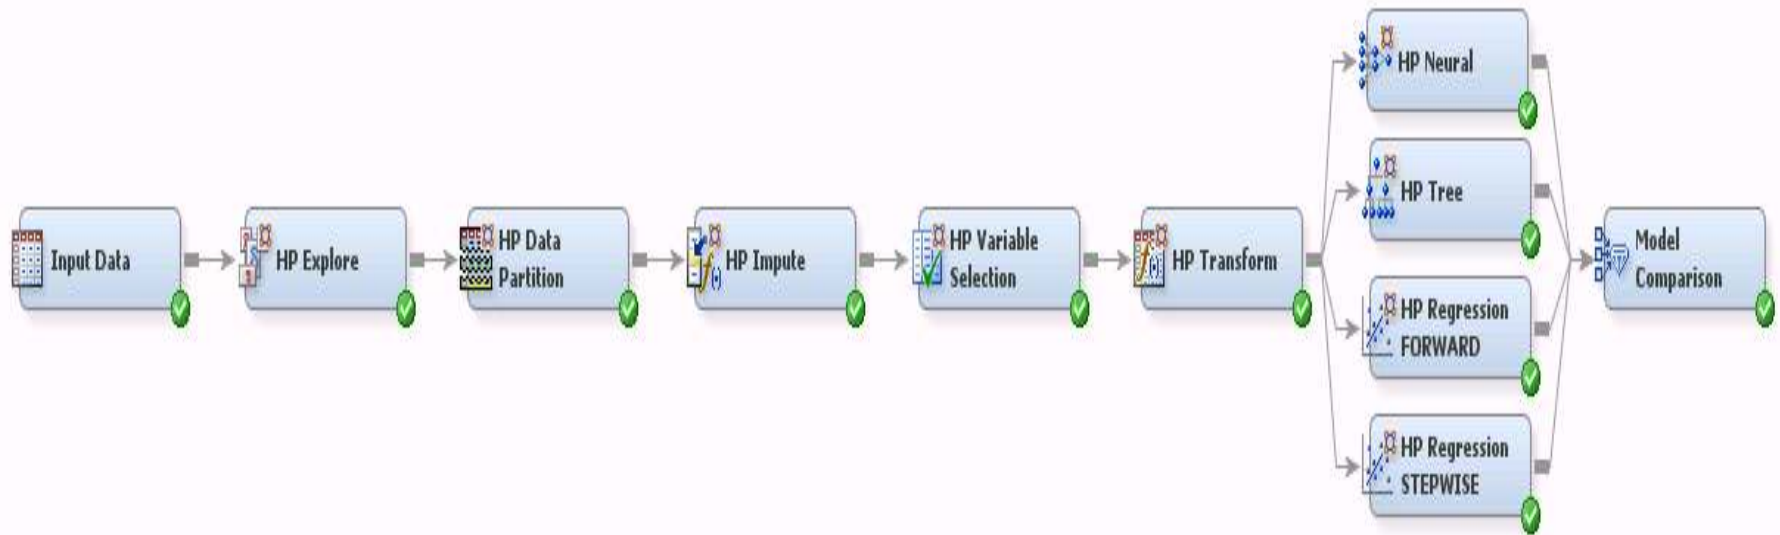 Input Data
HP Explore
HP Data
Partition
HP Impute
HP Variable
Selection
HP Transform
HP Neural
HP Tree
HP Regression
FORWARD
HP Regression
STEPWISE
Model
Comparison